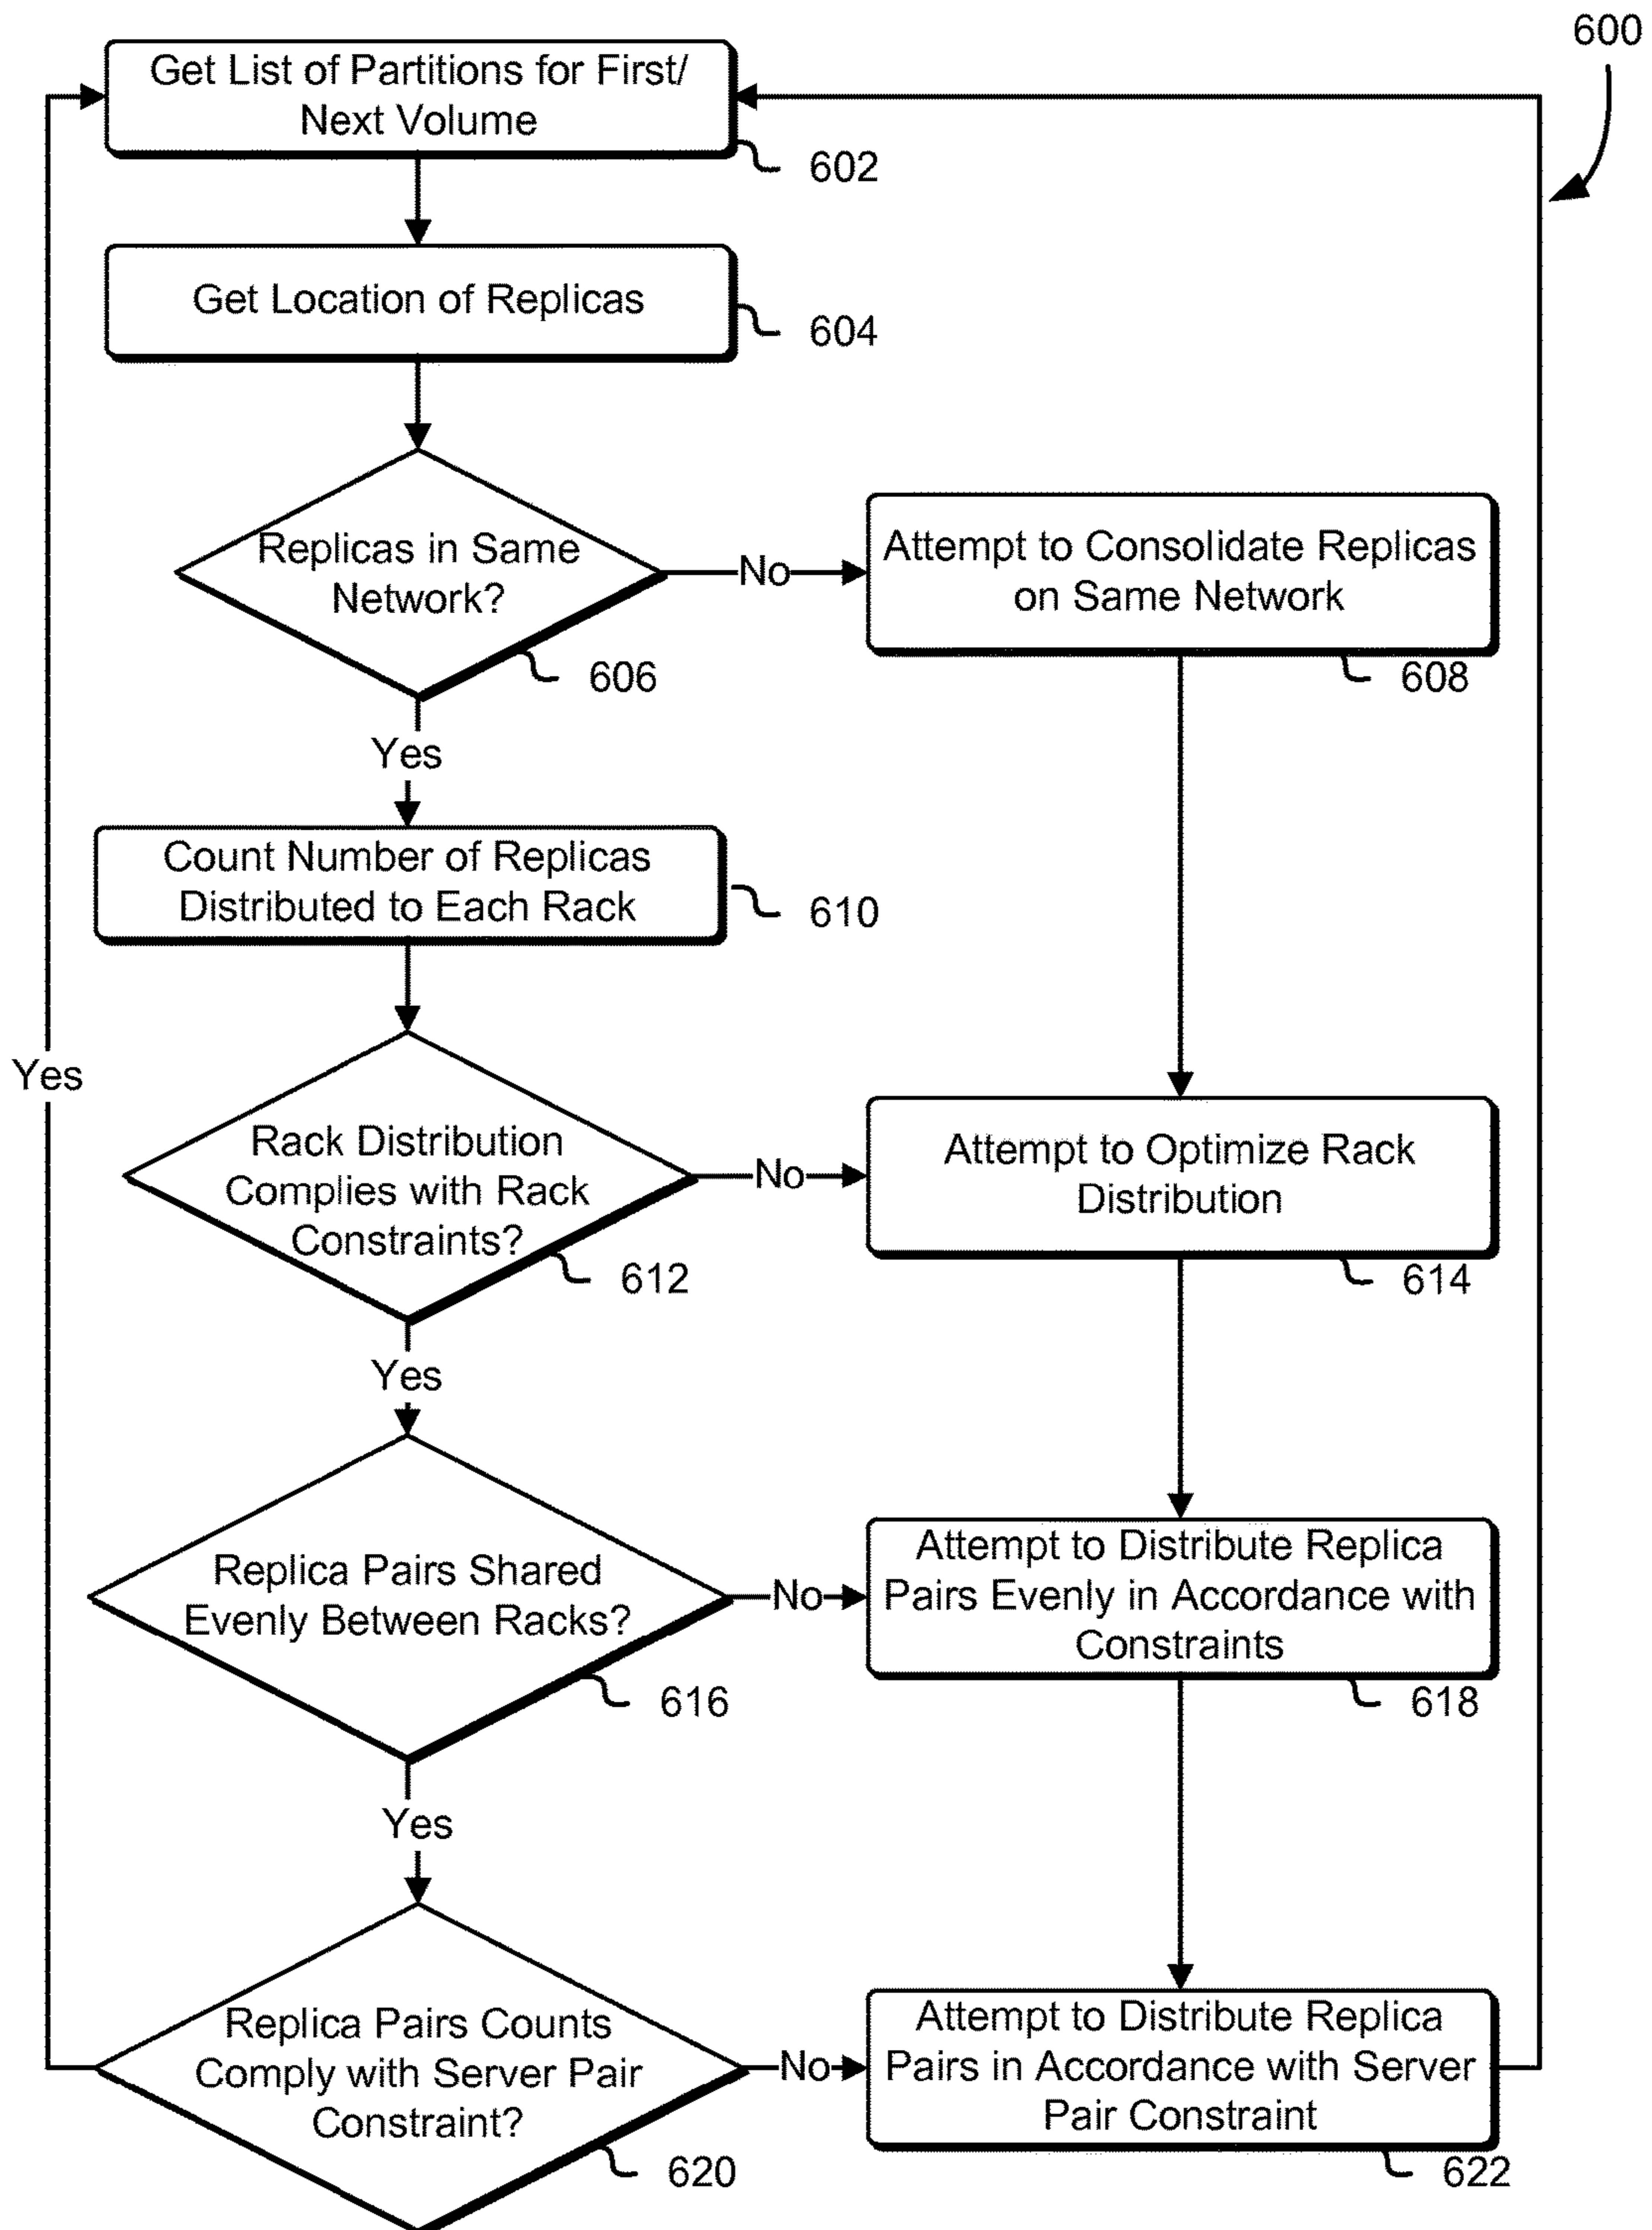 600
Get List of Partitions for First/
Next Volume
602
Get Location of Replicas
604
Replicas in Same
Network?
606
No
Attempt to Consolidate Replicas
on Same Network
608
Yes
Count Number of Replicas
Distributed to Each Rack
610
Yes
Rack Distribution
Complies with Rack
Constraints?
612
No
Attempt to Optimize Rack
Distribution
614
Yes
Replica Pairs Shared
Evenly Between Racks?
616
No
Attempt to Distribute Replica
Pairs Evenly in Accordance with
Constraints
618
Yes
Replica Pairs Counts
Comply with Server Pair
Constraint?
620
No
Attempt to Distribute Replica
Pairs in Accordance with Server
Pair Constraint
622